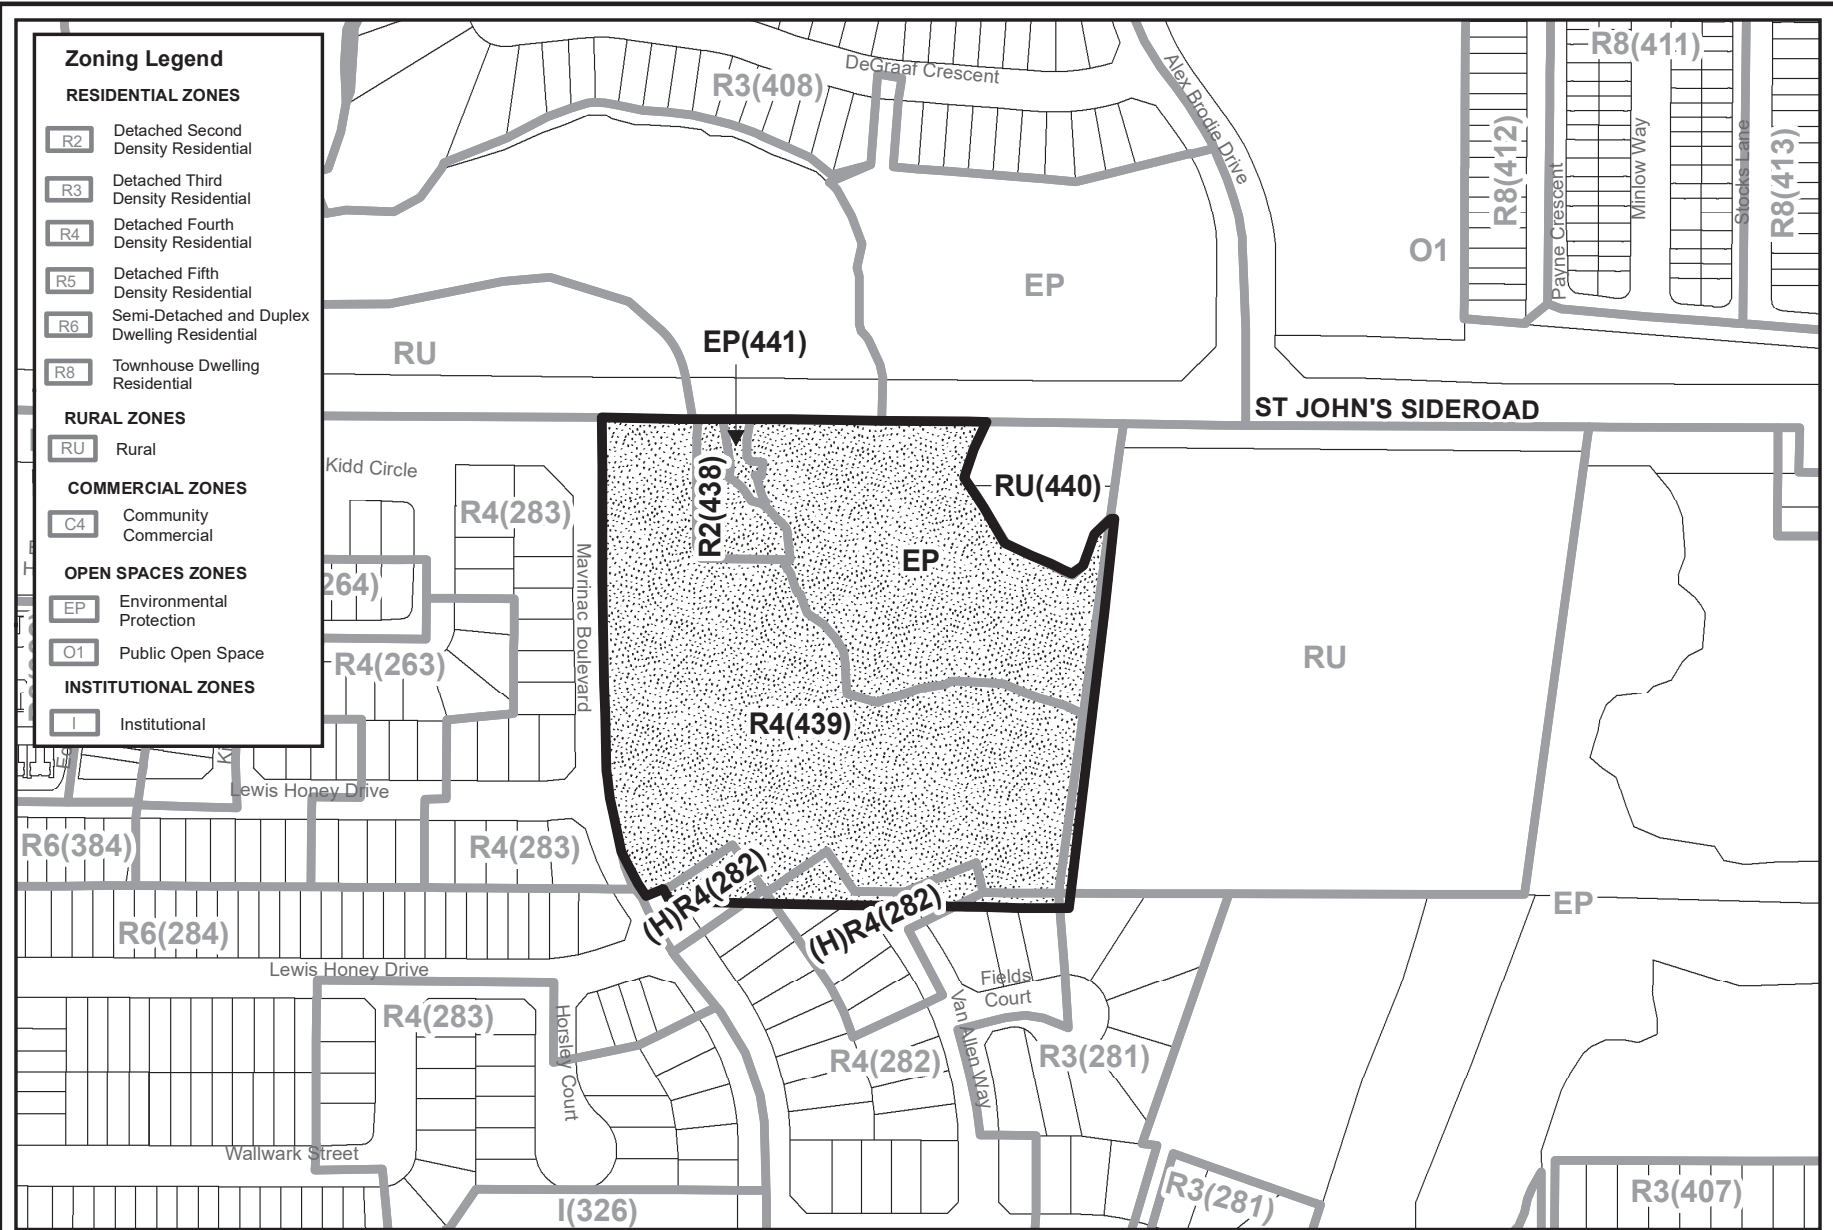 Zoning Legend
RESIDENTIAL ZONES
R2
Detached Second
Density Residential
R3
Detached Third
Density Residential
R4
Detached Fourth
Density Residential
R5
Detached Fifth
Density Residential
R6
Semi-Detached and Duplex
Dwelling Residential
R8
Townhouse Dwelling
Residential
RURAL ZONES
RU
Rural
COMMERCIAL ZONES
C4
Community
Commercial
OPEN SPACES ZONES
EP
Environmental
Protection
O1
Public Open Space
INSTITUTIONAL ZONES
I
Institutional
R3(408)
DeGraaf Crescent
Alex Brodie Drive
R8(411)
R8(412)
Payne Crescent
Minlow Way
Stocks Lane
R8(413)
O1
EP
RU
EP(441)
ST JOHN'S SIDEROAD
Kidd Circle
R4(283)
R2(438)
RU(440)
EP
264)
Mavrinac Boulevard
R4(263)
RU
R4(439)
Lewis Honey Drive
R6(384)
R4(283)
(H)R4(282)
(H)R4(282)
EP
R6(284)
Lewis Honey Drive
Fields
Court
R4(283)
Horsley Court
Van Allen Way
R4(282)
R3(281)
Wallwark Street
I(326)
R3(281)
R3(407)